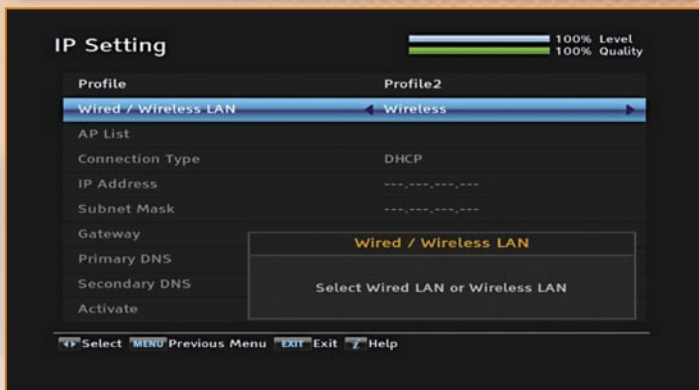 IP Setting
100% Level
100% Quality
Profile Profile2
Wired / Wireless LAN Wireless
AP List
Connection Type DHCP
IP Address ---.---.---.---
Subnet Mask ---.---.---.---
Gateway
Primary DNS
Secondary DNS
Activate
Wired / Wireless LAN
Select Wired LAN or Wireless LAN
Select MENU Previous Menu EXIT Exit i Help